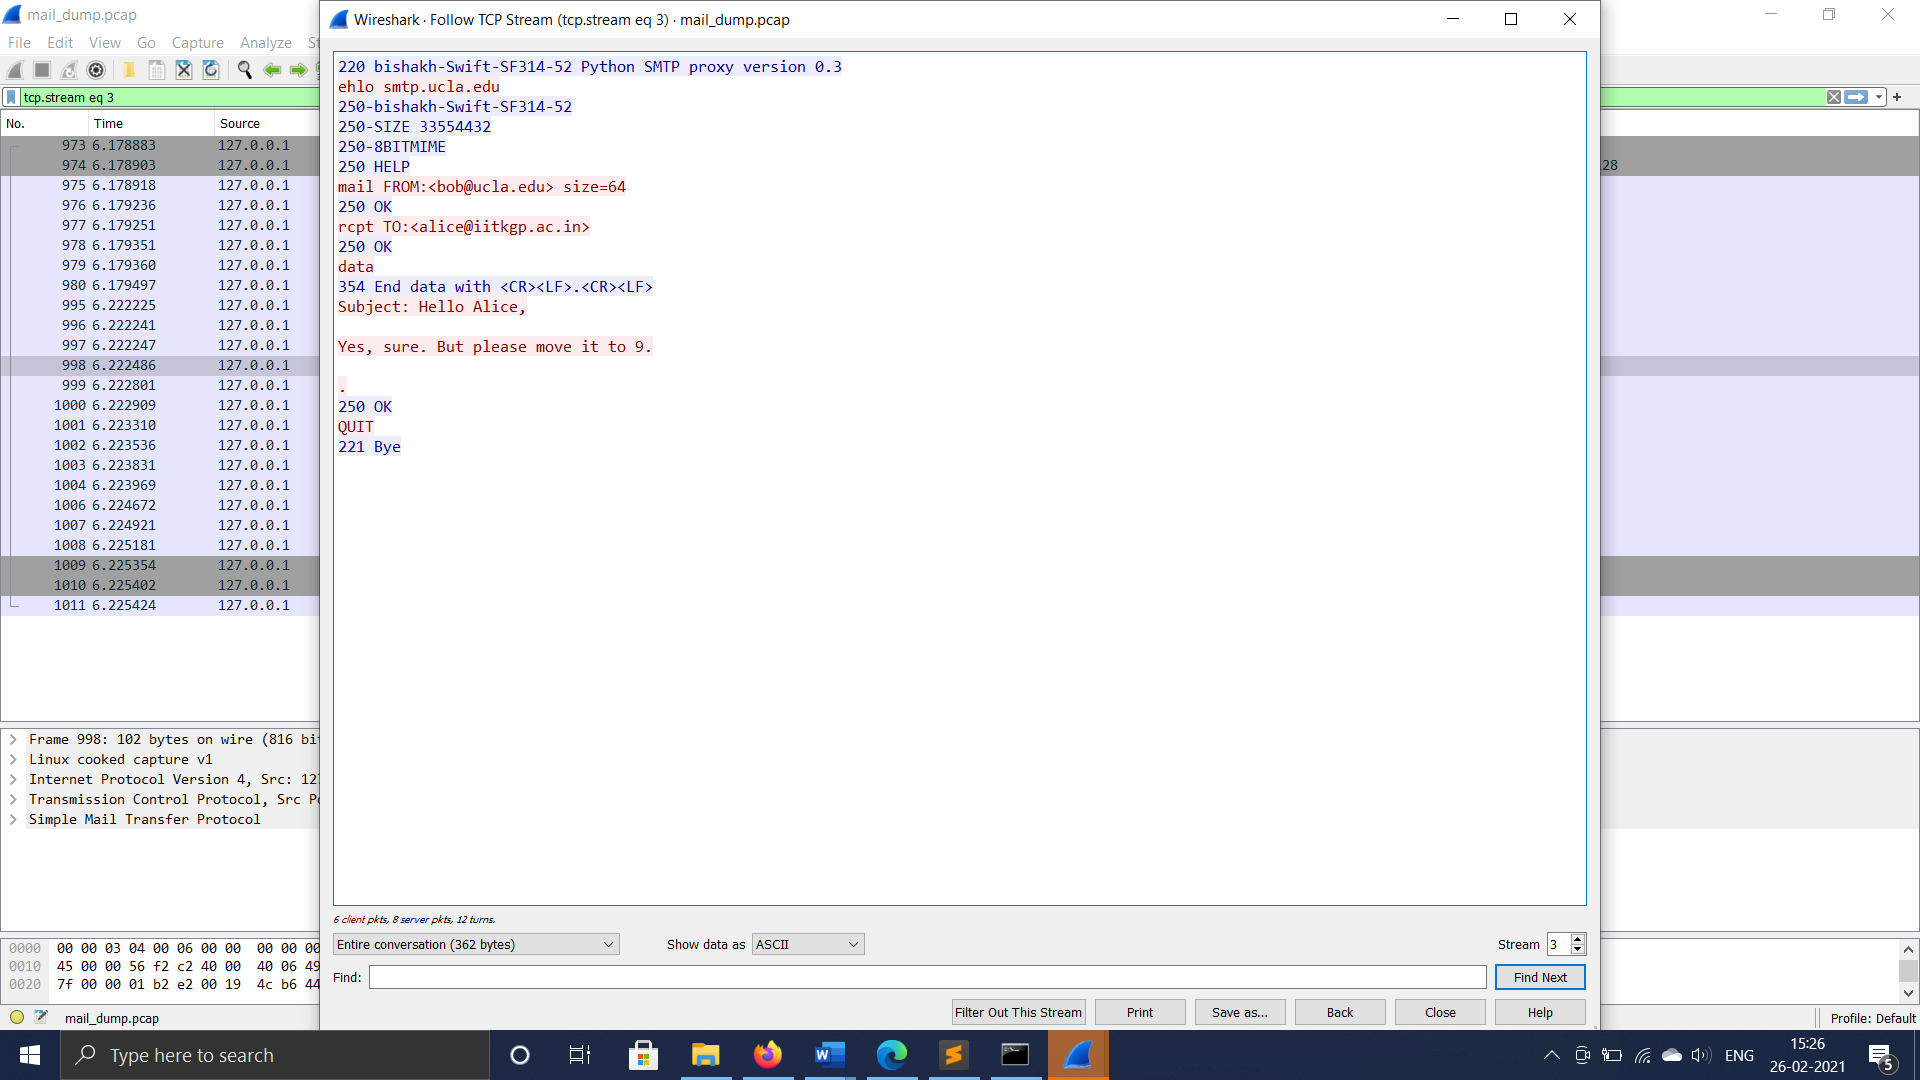 mail_dump.pcap
File Edit View Go Capture Analyze
tcp.stream eq 3
No. Time Source
973 6.178883 127.0.0.1
974 6.178903 127.0.0.1
28
975 6.178918 127.0.0.1
976 6.179236 127.0.0.1
977 6.179251 127.0.0.1
978 6.179351 127.0.0.1
979 6.179360 127.0.0.1
980 6.179497 127.0.0.1
995 6.222225 127.0.0.1
996 6.222241 127.0.0.1
997 6.222247 127.0.0.1
998 6.222486 127.0.0.1
999 6.222801 127.0.0.1
1000 6.222909 127.0.0.1
1001 6.223310 127.0.0.1
1002 6.223536 127.0.0.1
1003 6.223831 127.0.0.1
1004 6.223969 127.0.0.1
1006 6.224672 127.0.0.1
1007 6.224921 127.0.0.1
1008 6.225181 127.0.0.1
1009 6.225354 127.0.0.1
1010 6.225402 127.0.0.1
1011 6.225424 127.0.0.1
Frame 998: 102 bytes on wire (816 bi
Linux cooked capture v1
Internet Protocol Version 4, Src: 12
Transmission Control Protocol, Src P
Simple Mail Transfer Protocol
0000 00 00 03 04 00 06 00 00 00 00 00
0010 45 00 00 56 f2 c2 40 00 40 06 49
0020 7f 00 00 01 b2 e2 00 19 4c b6 44
mail_dump.pcap
Profile: Default
Wireshark · Follow TCP Stream (tcp.stream eq 3) · mail_dump.pcap
220 bishakh-Swift-SF314-52 Python SMTP proxy version 0.3
ehlo smtp.ucla.edu
250-bishakh-Swift-SF314-52
250-SIZE 33554432
250-8BITMIME
250 HELP
mail FROM:<bob@ucla.edu> size=64
250 OK
rcpt TO:<alice@iitkgp.ac.in>
250 OK
data
354 End data with <CR><LF>.<CR><LF>
Subject: Hello Alice,
Yes, sure. But please move it to 9.
.
250 OK
QUIT
221 Bye
6 client pkts, 8 server pkts, 12 turns.
Entire conversation (362 bytes) Show data as ASCII Stream 3
Find: Find Next
Filter Out This Stream Print Save as... Back Close Help
Type here to search
ENG
15:26
26-02-2021
5